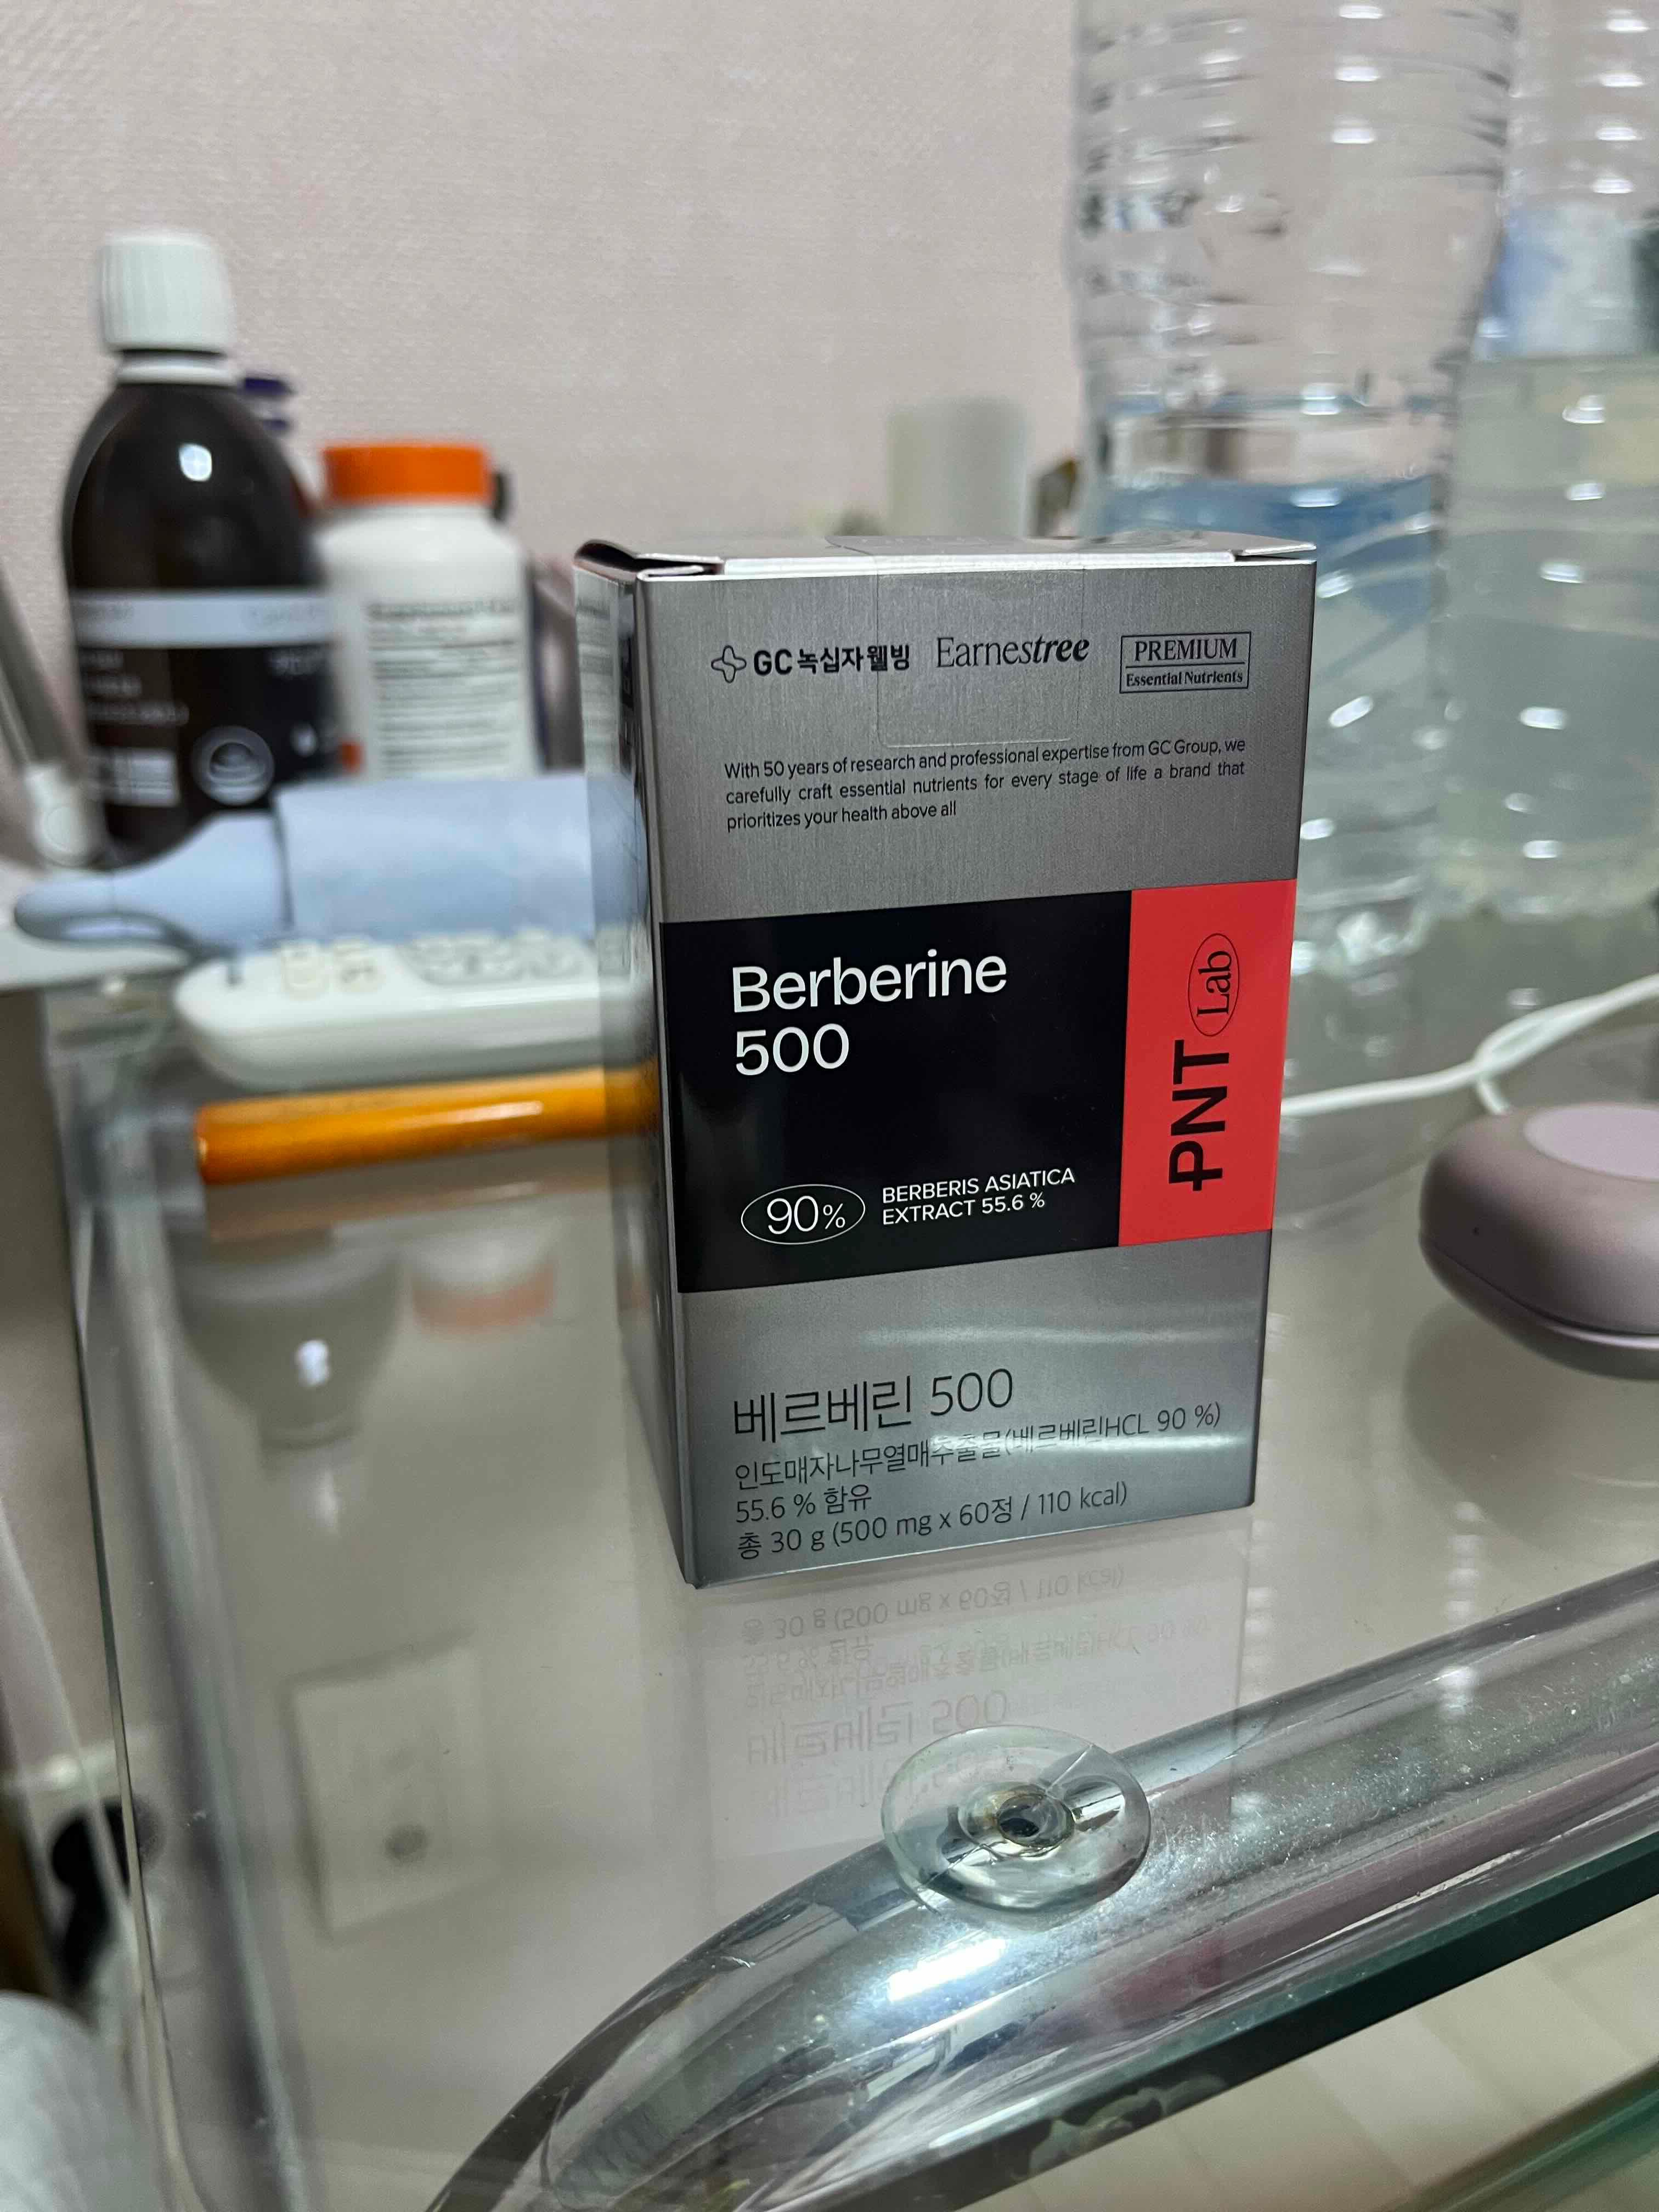 GC녹십자웰빙 Earnestree PREMIUM
Essential Nutrients
With 50 years of research and professional expertise from GC Group, we
carefully craft essential nutrients for every stage of life a brand that
prioritizes your health above all
Berberine
500
PNT Lab
90%
BERBERIS ASIATICA
EXTRACT 55.6 %
베르베린 500
인도매자나무열매추출물(베르베린HCL 90 %)
55.6 % 함유
총 30 g (500 mg x 60정 / 110 kcal)